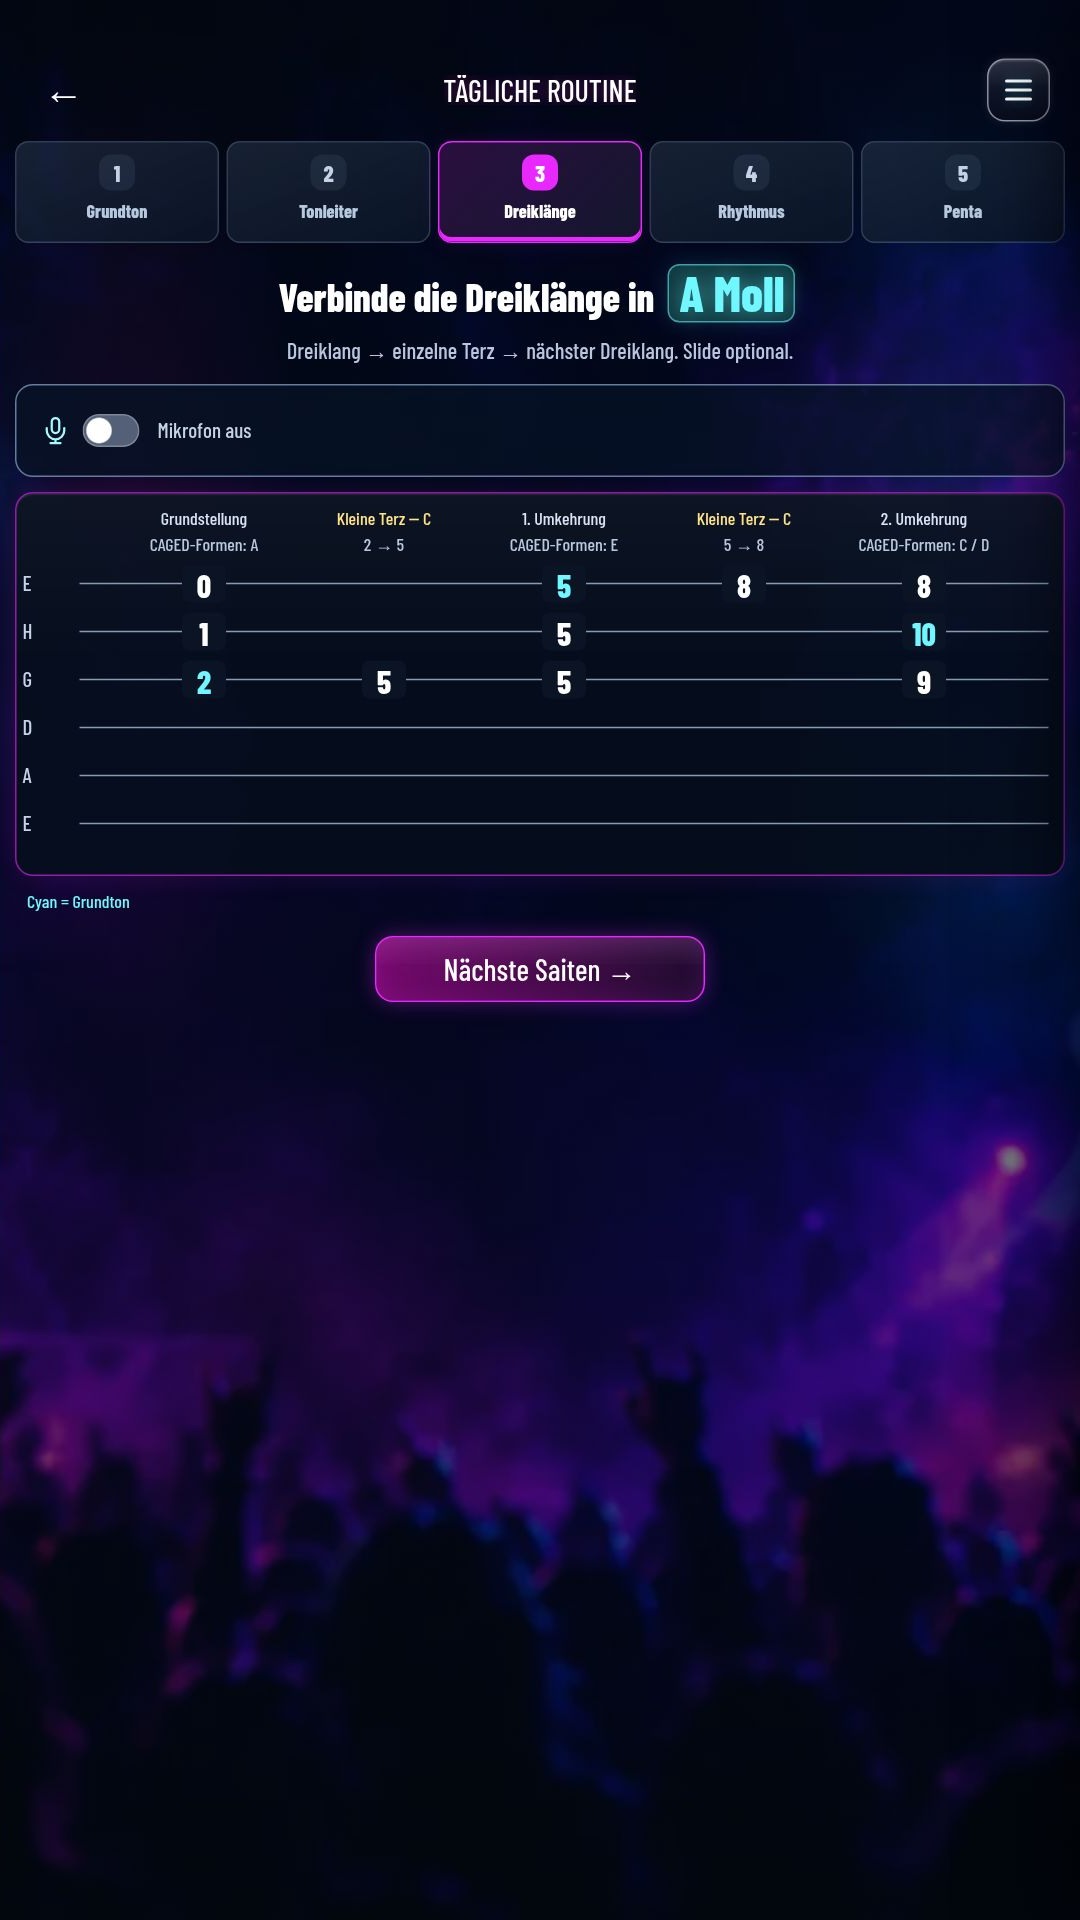 ←
TÄGLICHE ROUTINE
1
Grundton
2
Tonleiter
3
Dreiklänge
4
Rhythmus
5
Penta
Verbinde die Dreiklänge in A Moll
Dreiklang → einzelne Terz → nächster Dreiklang. Slide optional.
Mikrofon aus
Grundstellung Kleine Terz – C 1. Umkehrung Kleine Terz – C 2. Umkehrung
CAGED-Formen: A 2 → 5 CAGED-Formen: E 5 → 8 CAGED-Formen: C / D
E 0 5 8 8
H 1 5 10
G 2 5 5 9
D
A
E
Cyan = Grundton
Nächste Saiten →